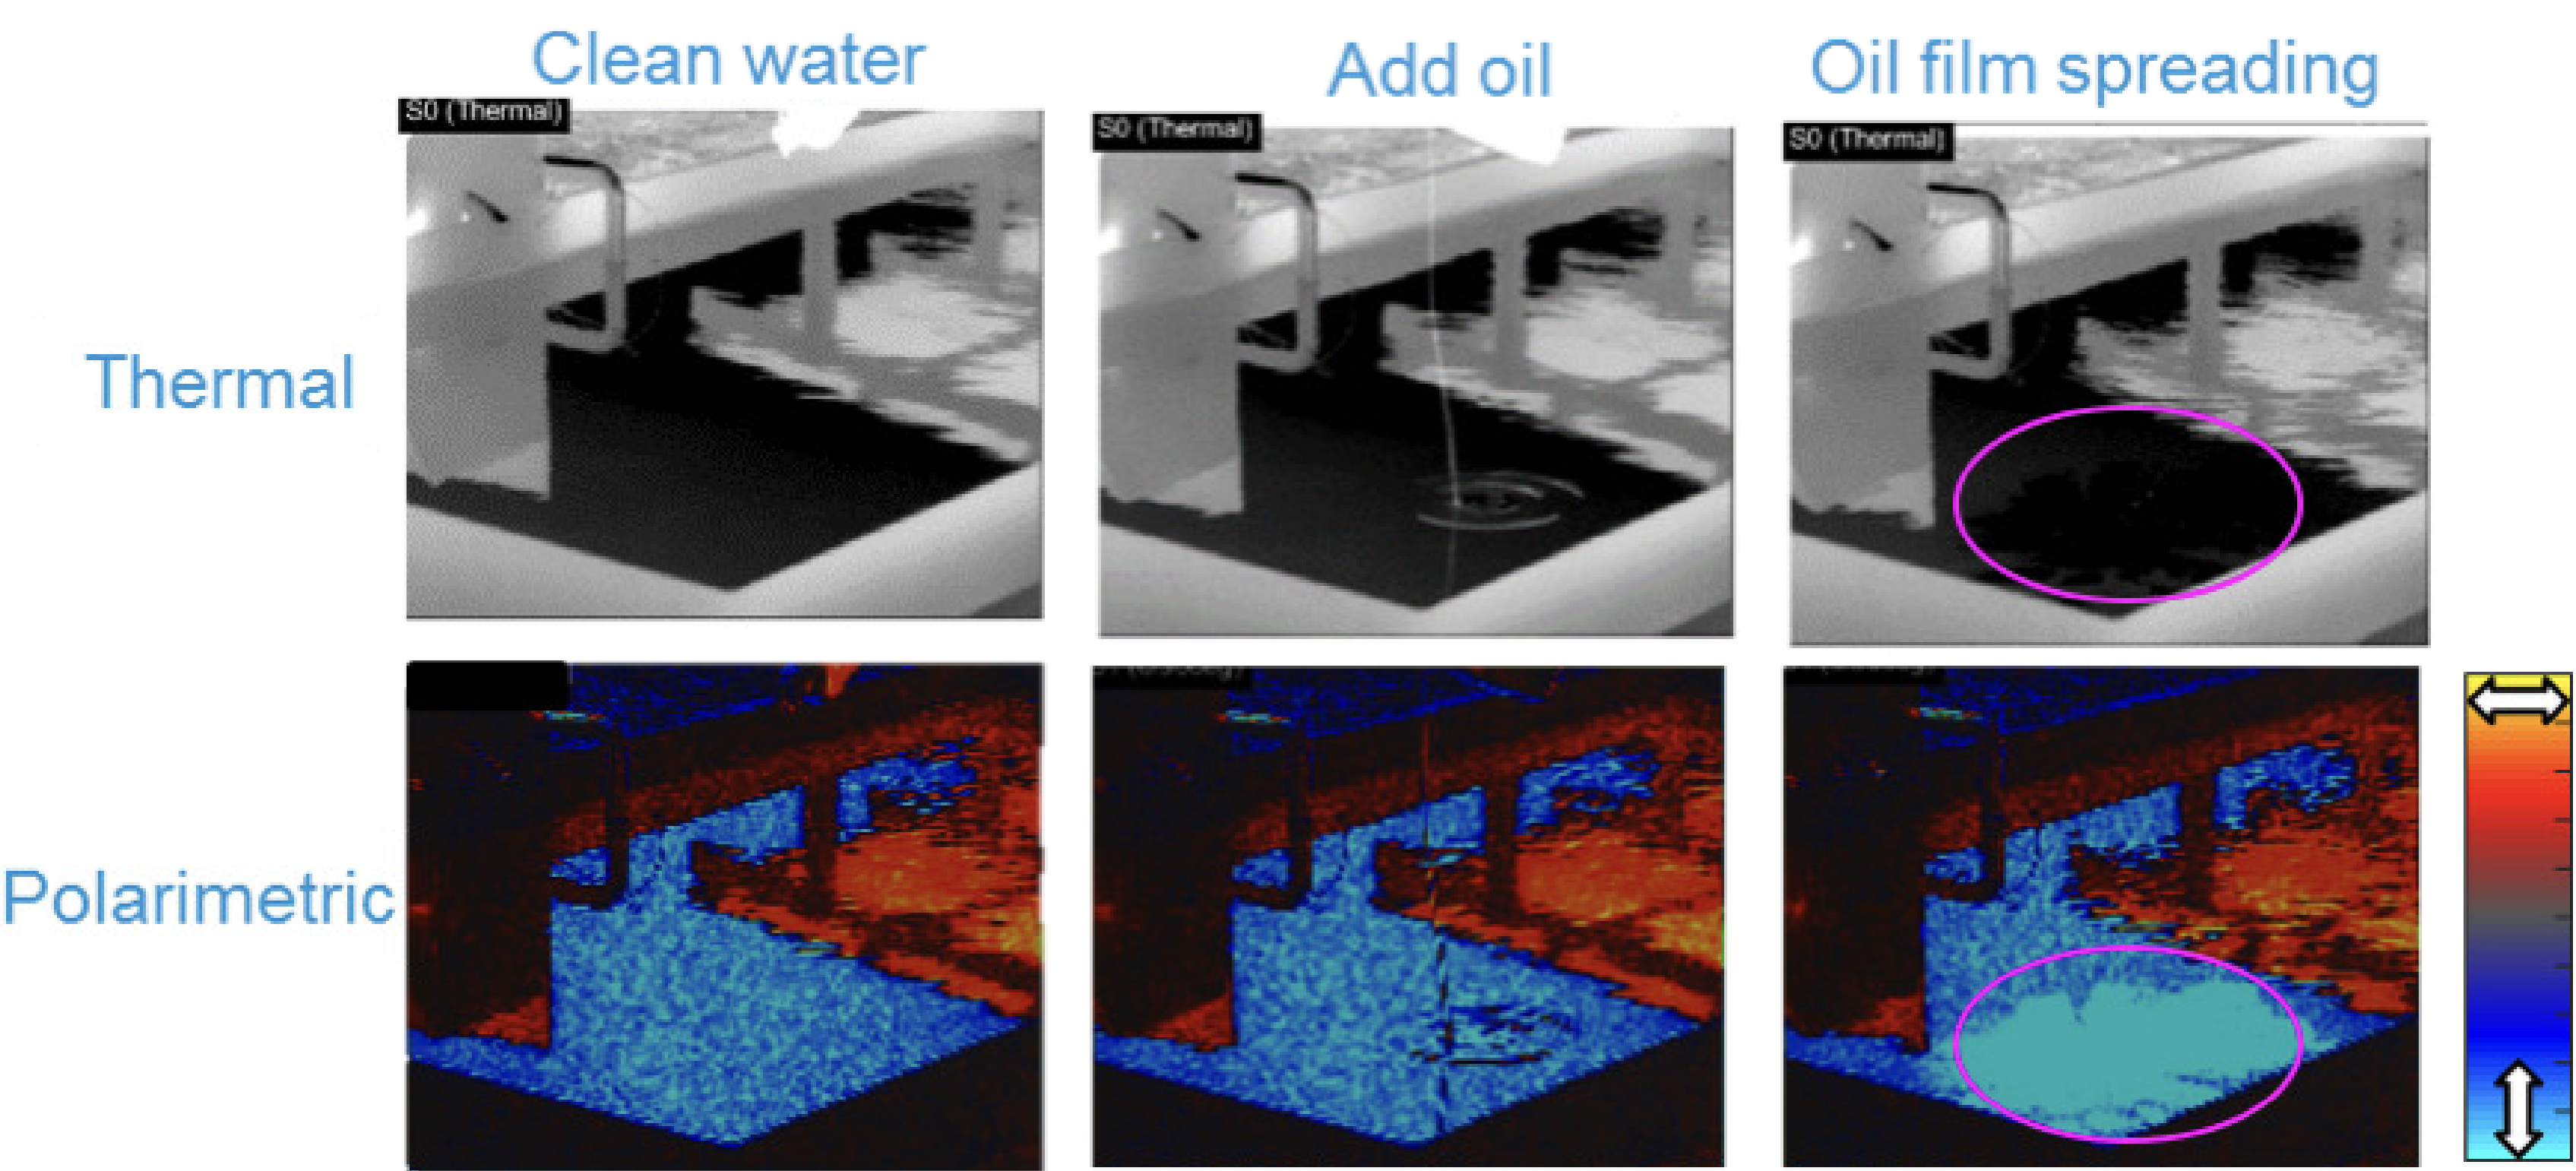 Clean water
Add oil
Oil film spreading
S0 (Thermal)
S0 (Thermal)
S0 (Thermal)
Thermal
Polarimetric